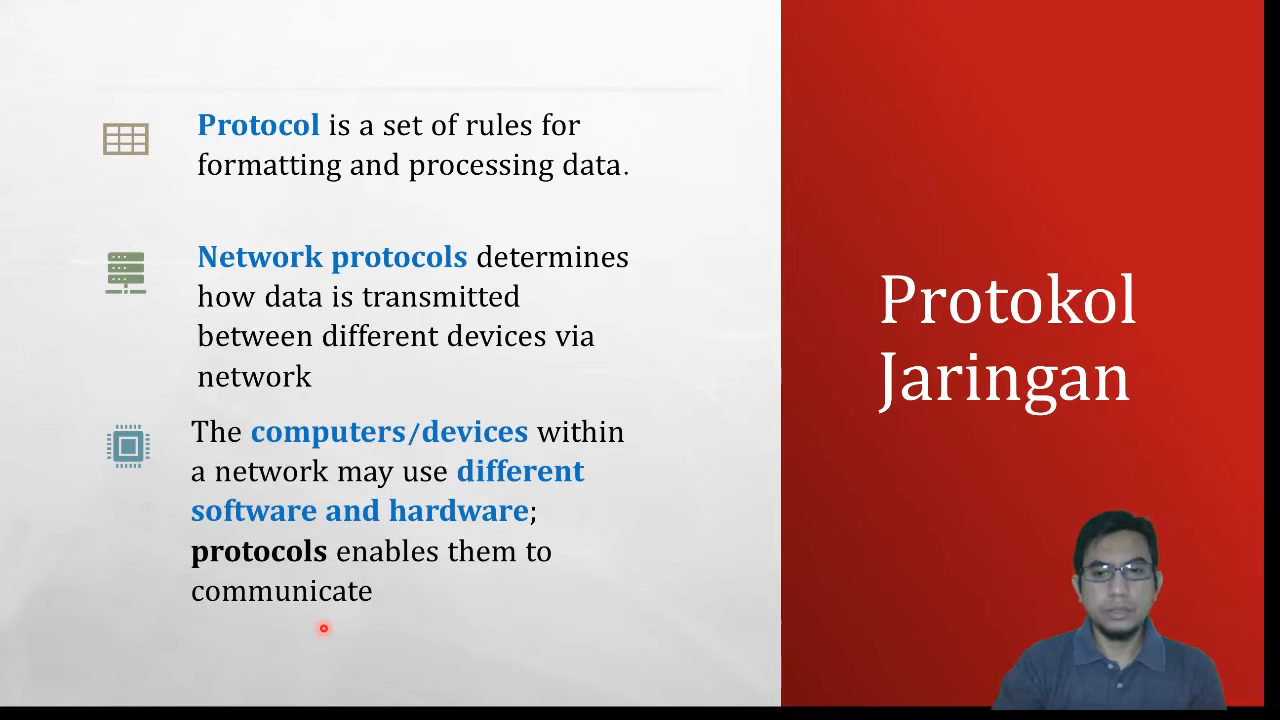 Protocol is a set of rules for
formatting and processing data.
Network protocols determines
how data is transmitted
between different devices via
network
The computers/devices within
a network may use different
software and hardware;
protocols enables them to
communicate
Protokol
Jaringan